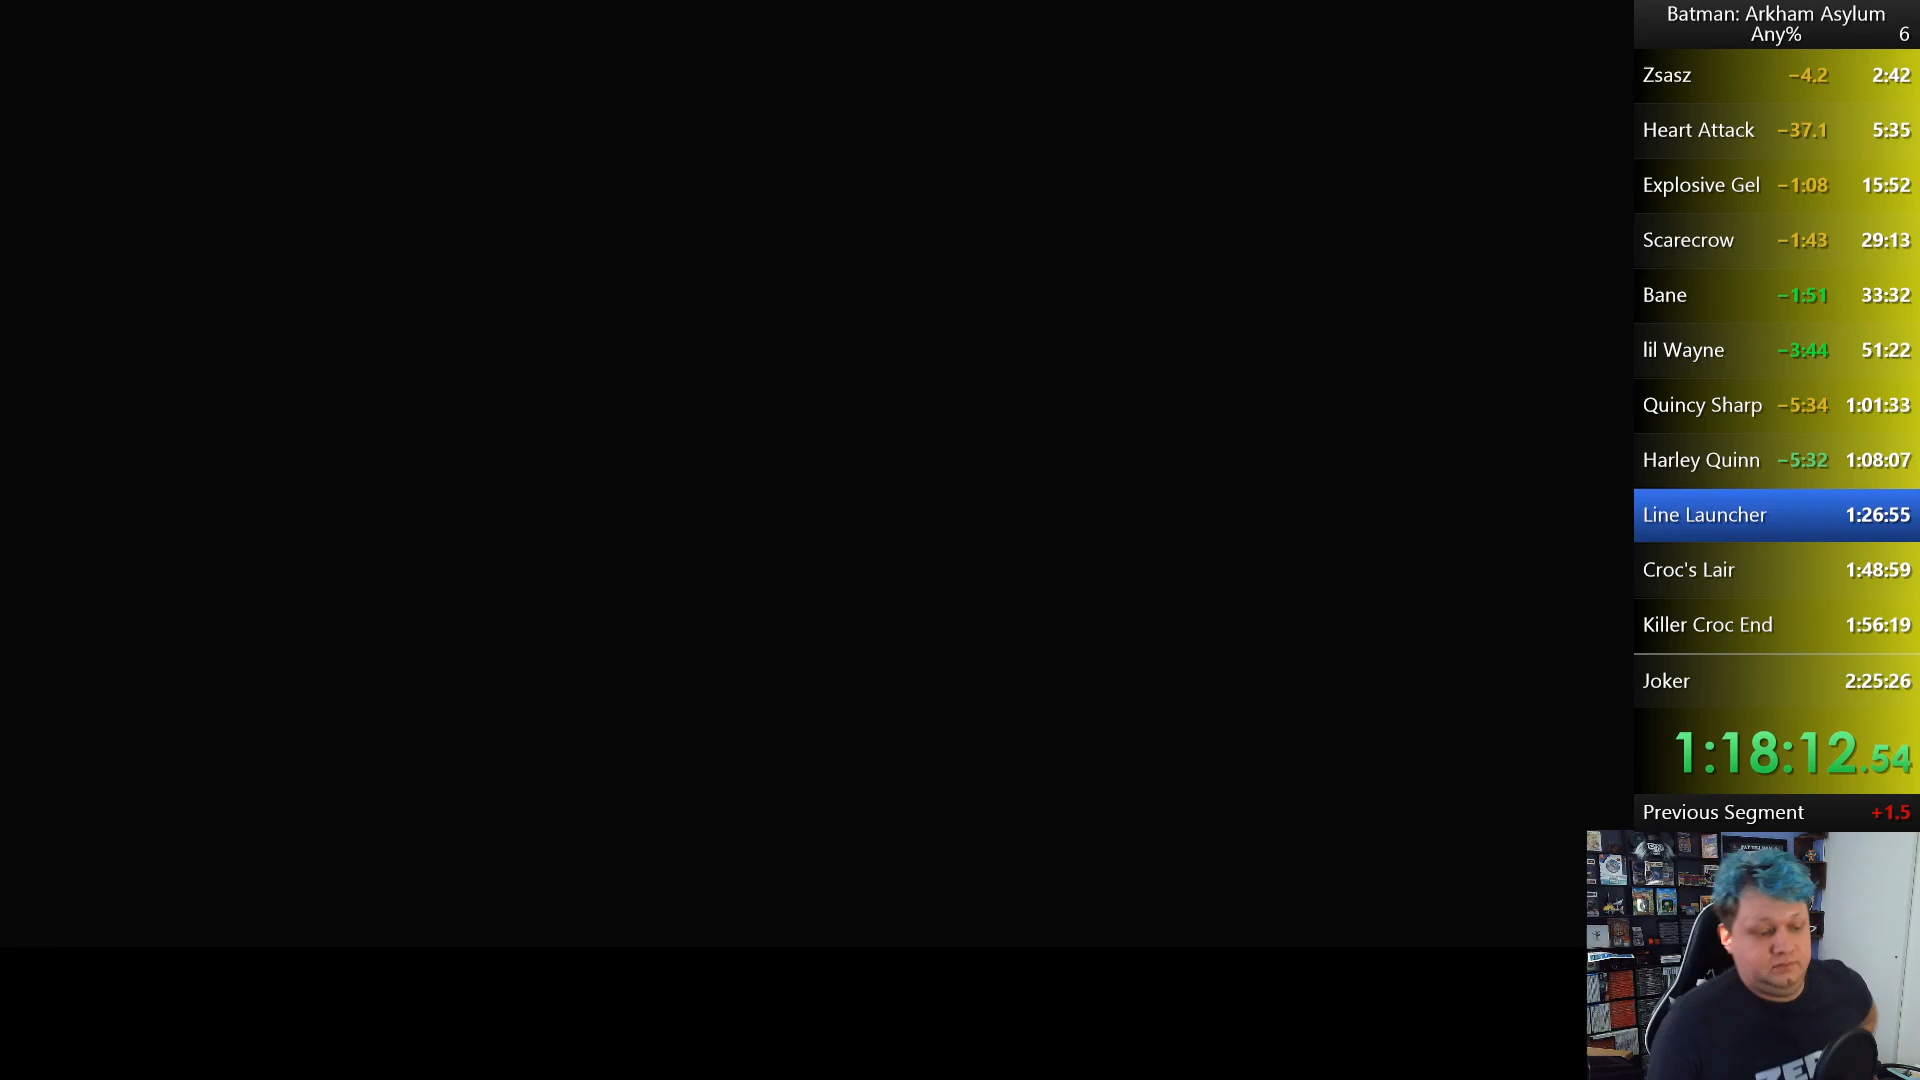 Batman: Arkham Asylum
Any% 6
Zsasz −4.2 2:42
Heart Attack −37.1 5:35
Explosive Gel −1:08 15:52
Scarecrow −1:43 29:13
Bane −1:51 33:32
lil Wayne −3:44 51:22
Quincy Sharp −5:34 1:01:33
Harley Quinn −5:32 1:08:07
Line Launcher 1:26:55
Croc's Lair 1:48:59
Killer Croc End 1:56:19
Joker 2:25:26
1:18:12.54
Previous Segment +1.5